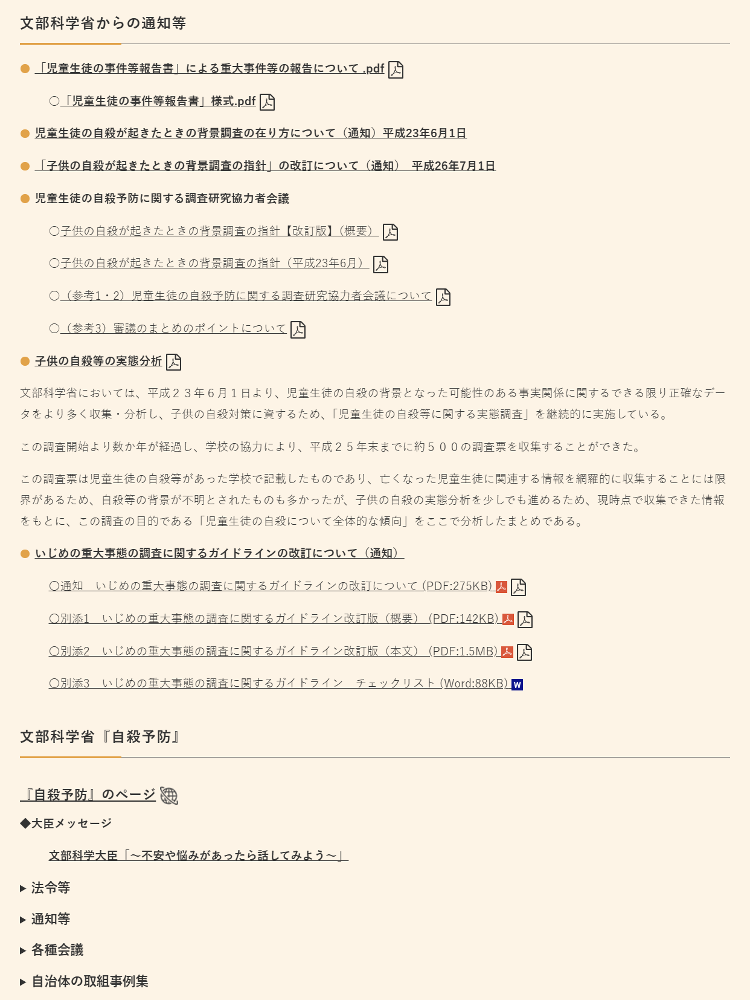 文部科学省からの通知等
● 「児童生徒の事件等報告書」による重大事件等の報告について .pdf
○「児童生徒の事件等報告書」様式.pdf
● 児童生徒の自殺が起きたときの背景調査の在り方について（通知）平成23年6月1日
● 「子供の自殺が起きたときの背景調査の指針」の改訂について（通知）　平成26年7月1日
● 児童生徒の自殺予防に関する調査研究協力者会議
○子供の自殺が起きたときの背景調査の指針【改訂版】（概要）
○子供の自殺が起きたときの背景調査の指針（平成23年6月）
○（参考1・2）児童生徒の自殺予防に関する調査研究協力者会議について
○（参考3）審議のまとめのポイントについて
● 子供の自殺等の実態分析
文部科学省においては、平成２３年６月１日より、児童生徒の自殺の背景となった可能性のある事実関係に関するできる限り正確なデー
タをより多く収集・分析し、子供の自殺対策に資するため、「児童生徒の自殺等に関する実態調査」を継続的に実施している。
この調査開始より数か年が経過し、学校の協力により、平成２５年末までに約５００の調査票を収集することができた。
この調査票は児童生徒の自殺等があった学校で記載したものであり、亡くなった児童生徒に関連する情報を網羅的に収集することには限
界があるため、自殺等の背景が不明とされたものも多かったが、子供の自殺の実態分析を少しでも進めるため、現時点で収集できた情報
をもとに、この調査の目的である「児童生徒の自殺について全体的な傾向」をここで分析したまとめである。
● いじめの重大事態の調査に関するガイドラインの改訂について（通知）
〇通知　いじめの重大事態の調査に関するガイドラインの改訂について (PDF:275KB)
〇別添1　いじめの重大事態の調査に関するガイドライン改訂版（概要） (PDF:142KB)
〇別添2　いじめの重大事態の調査に関するガイドライン改訂版（本文） (PDF:1.5MB)
〇別添3　いじめの重大事態の調査に関するガイドライン　チェックリスト (Word:88KB) W
文部科学省『自殺予防』
『自殺予防』のページ
◆大臣メッセージ
文部科学大臣「～不安や悩みがあったら話してみよう～」
▶ 法令等
▶ 通知等
▶ 各種会議
▶ 自治体の取組事例集